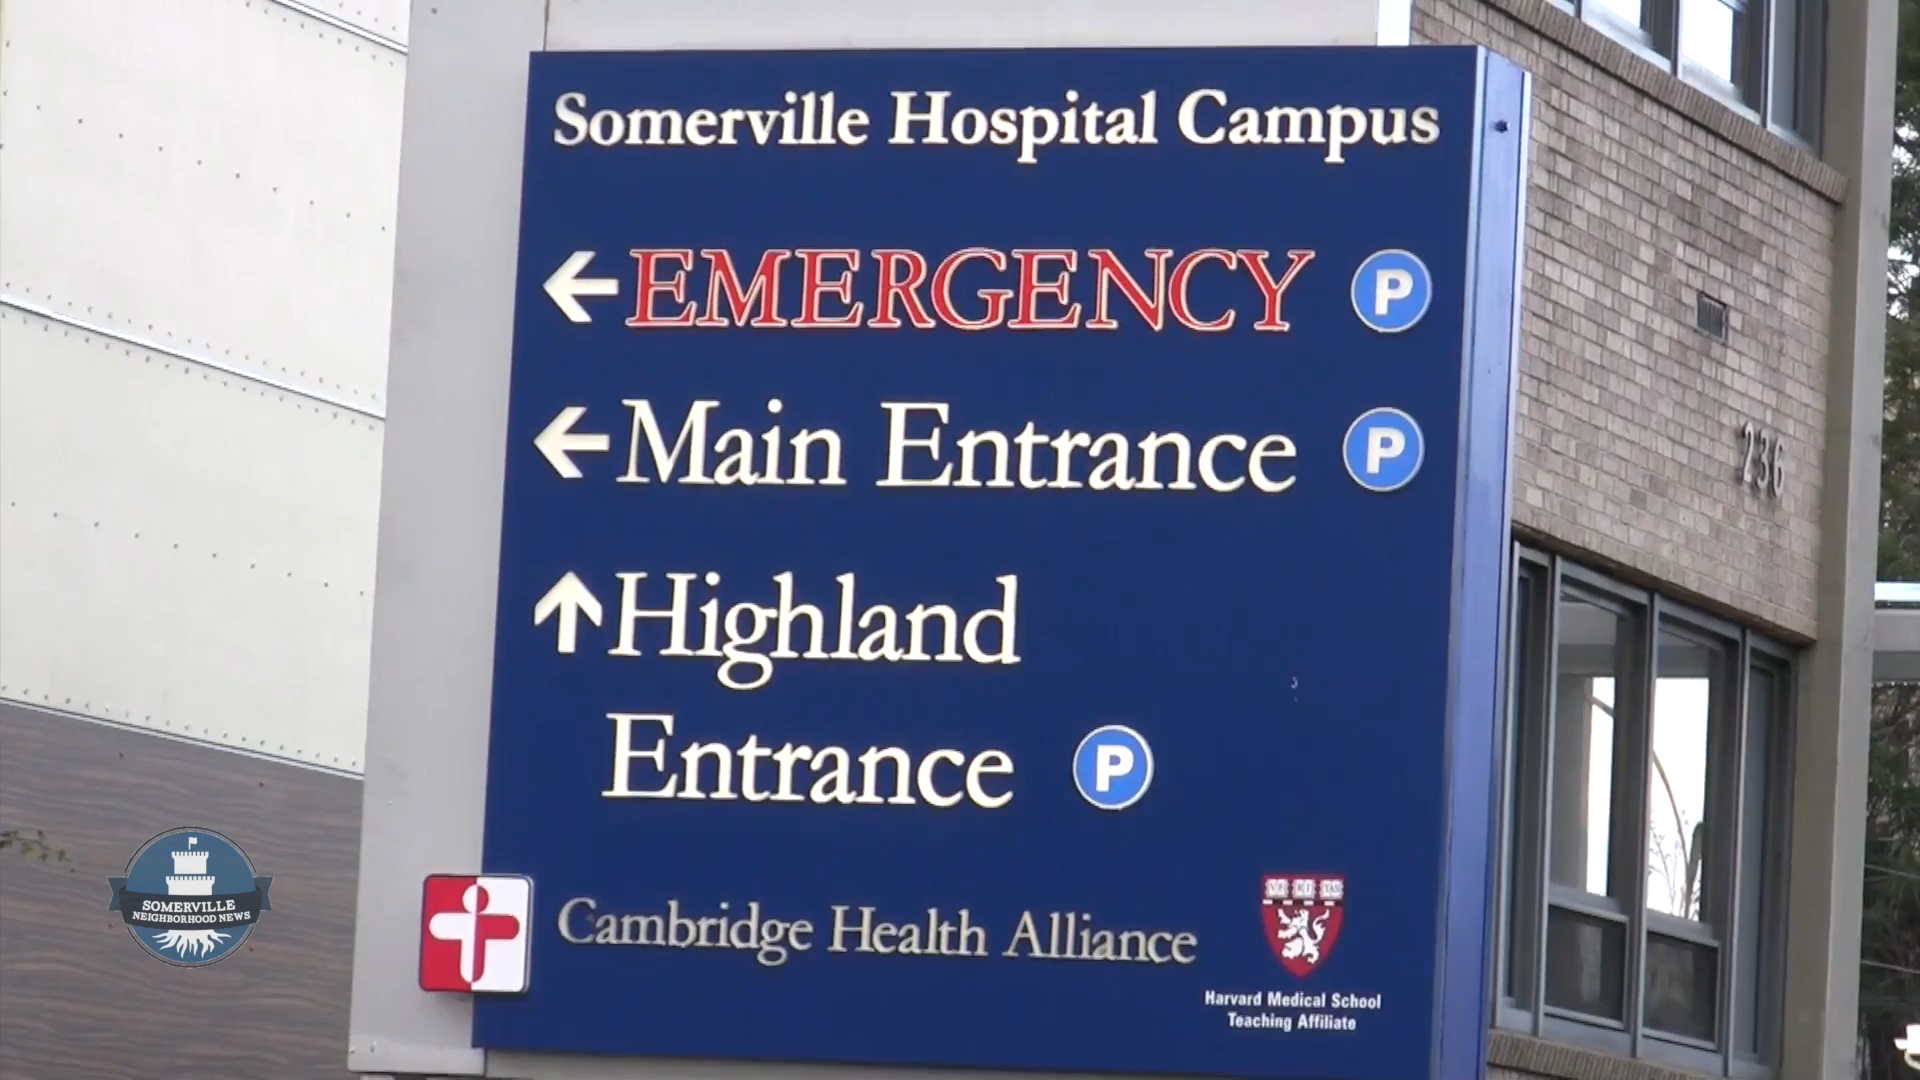 Somerville Hospital Campus
← EMERGENCY P
← Main Entrance P
↑ Highland
Entrance P
Cambridge Health Alliance
Harvard Medical School
Teaching Affiliate
236
SOMERVILLE
NEIGHBORHOOD NEWS